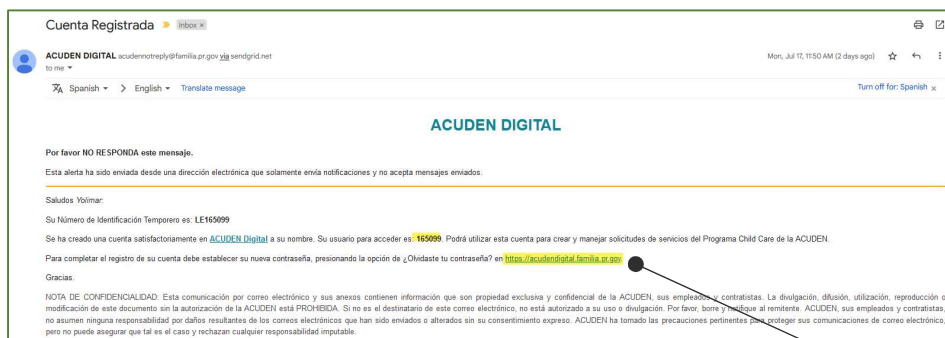 Cuenta Registrada Inbox x
ACUDEN DIGITAL acudennotreply@familia.pr.gov via sendgrid.net
Mon, Jul 17, 11:50 AM (2 days ago)
to me
Spanish > English Translate message
Turn off for: Spanish x
ACUDEN DIGITAL
Por favor NO RESPONDA este mensaje.
Esta alerta ha sido enviada desde una dirección electrónica que solamente envía notificaciones y no acepta mensajes enviados.
Saludos Yolimar:
Su Número de Identificación Temporero es: LE165099.
Se ha creado una cuenta satisfactoriamente en ACUDEN Digital a su nombre. Su usuario para acceder es: 165099. Podrá utilizar esta cuenta para crear y manejar solicitudes de servicios del Programa Child Care de la ACUDEN.
Para completar el registro de su cuenta debe establecer su nueva contraseña, presionando la opción de ¿Olvidaste tu contraseña? en https://acudendigital.familia.pr.gov.
Gracias.
NOTA DE CONFIDENCIALIDAD: Esta comunicación por correo electrónico y sus anexos contienen información que son propiedad exclusiva y confidencial de la ACUDEN, sus empleados y contratistas. La divulgación, difusión, utilización, reproducción o
modificación de este documento sin la autorización de la ACUDEN está PROHIBIDA. Si no es el destinatario de este correo electrónico, no está autorizado a su uso o divulgación. Por favor, borre y notifique al remitente. ACUDEN, sus empleados y contratistas,
no asumen ninguna responsabilidad por daños resultantes de los correos electrónicos que han sido enviados o alterados sin su consentimiento expreso. ACUDEN ha tomado las precauciones pertinentes para proteger sus comunicaciones de correo electrónico,
pero no puede asegurar que tal es el caso y rechazan cualquier responsabilidad imputable.